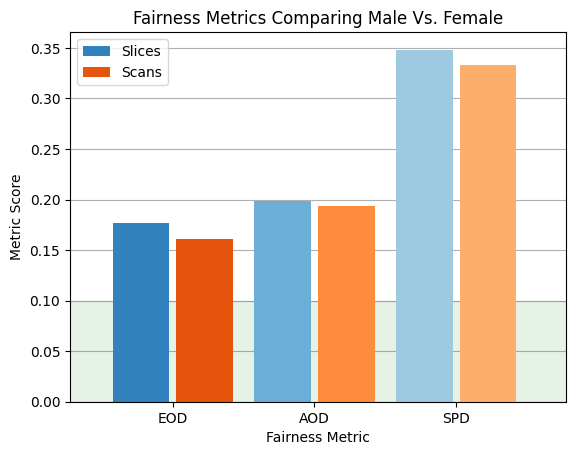 Fairness Metrics Comparing Male Vs. Female
Slices
Scans
Metric Score
0.35
0.30
0.25
0.20
0.15
0.10
0.05
0.00
EOD
AOD
SPD
Fairness Metric